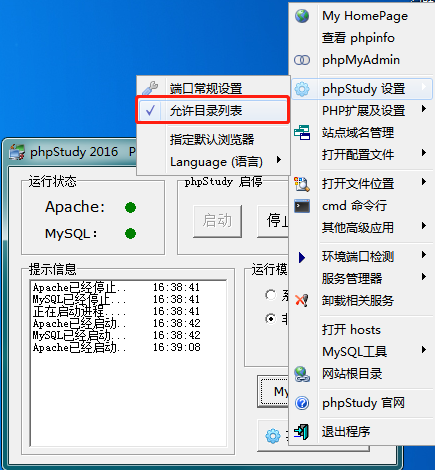 My HomePage
查看 phpinfo
phpMyAdmin
phpStudy 设置
PHP扩展及设置
站点域名管理
打开配置文件
打开文件位置
cmd 命令行
其他高级应用
环境端口检测
服务管理器
卸载相关服务
打开 hosts
MySQL工具
网站根目录
phpStudy 官网
退出程序
端口常规设置
允许目录列表
指定默认浏览器
Language (语言)
phpStudy 2016 P
运行状态
Apache:
MySQL:
phpStudy 启停
启动
停止
提示信息
Apache已经停止.. 16:38:41
MySQL已经停止... 16:38:41
正在启动进程.... 16:38:41
Apache已经启动.. 16:38:42
MySQL已经启动... 16:38:42
Apache已经启动.. 16:39:08
运行模
系
非
My